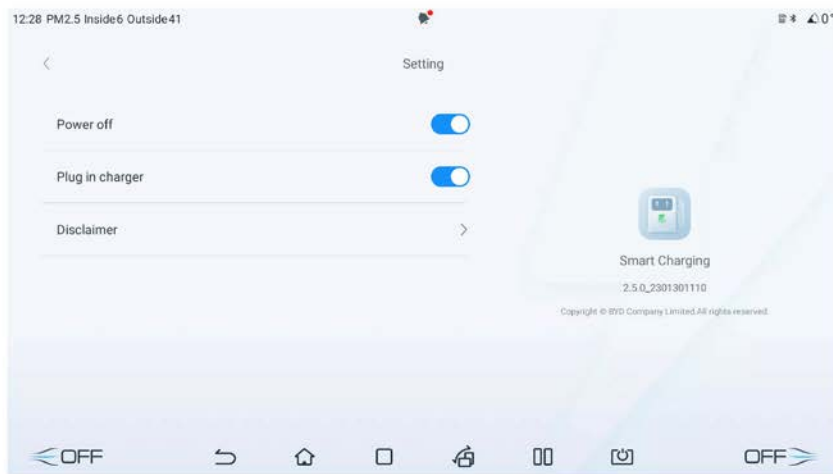 12:28 PM2.5 Inside6 Outside41
0°
Setting
Power off
Plug in charger
Disclaimer
Smart Charging
2.5.0_2301301110
Copyright © BYD Company Limited.All rights reserved.
OFF
OFF